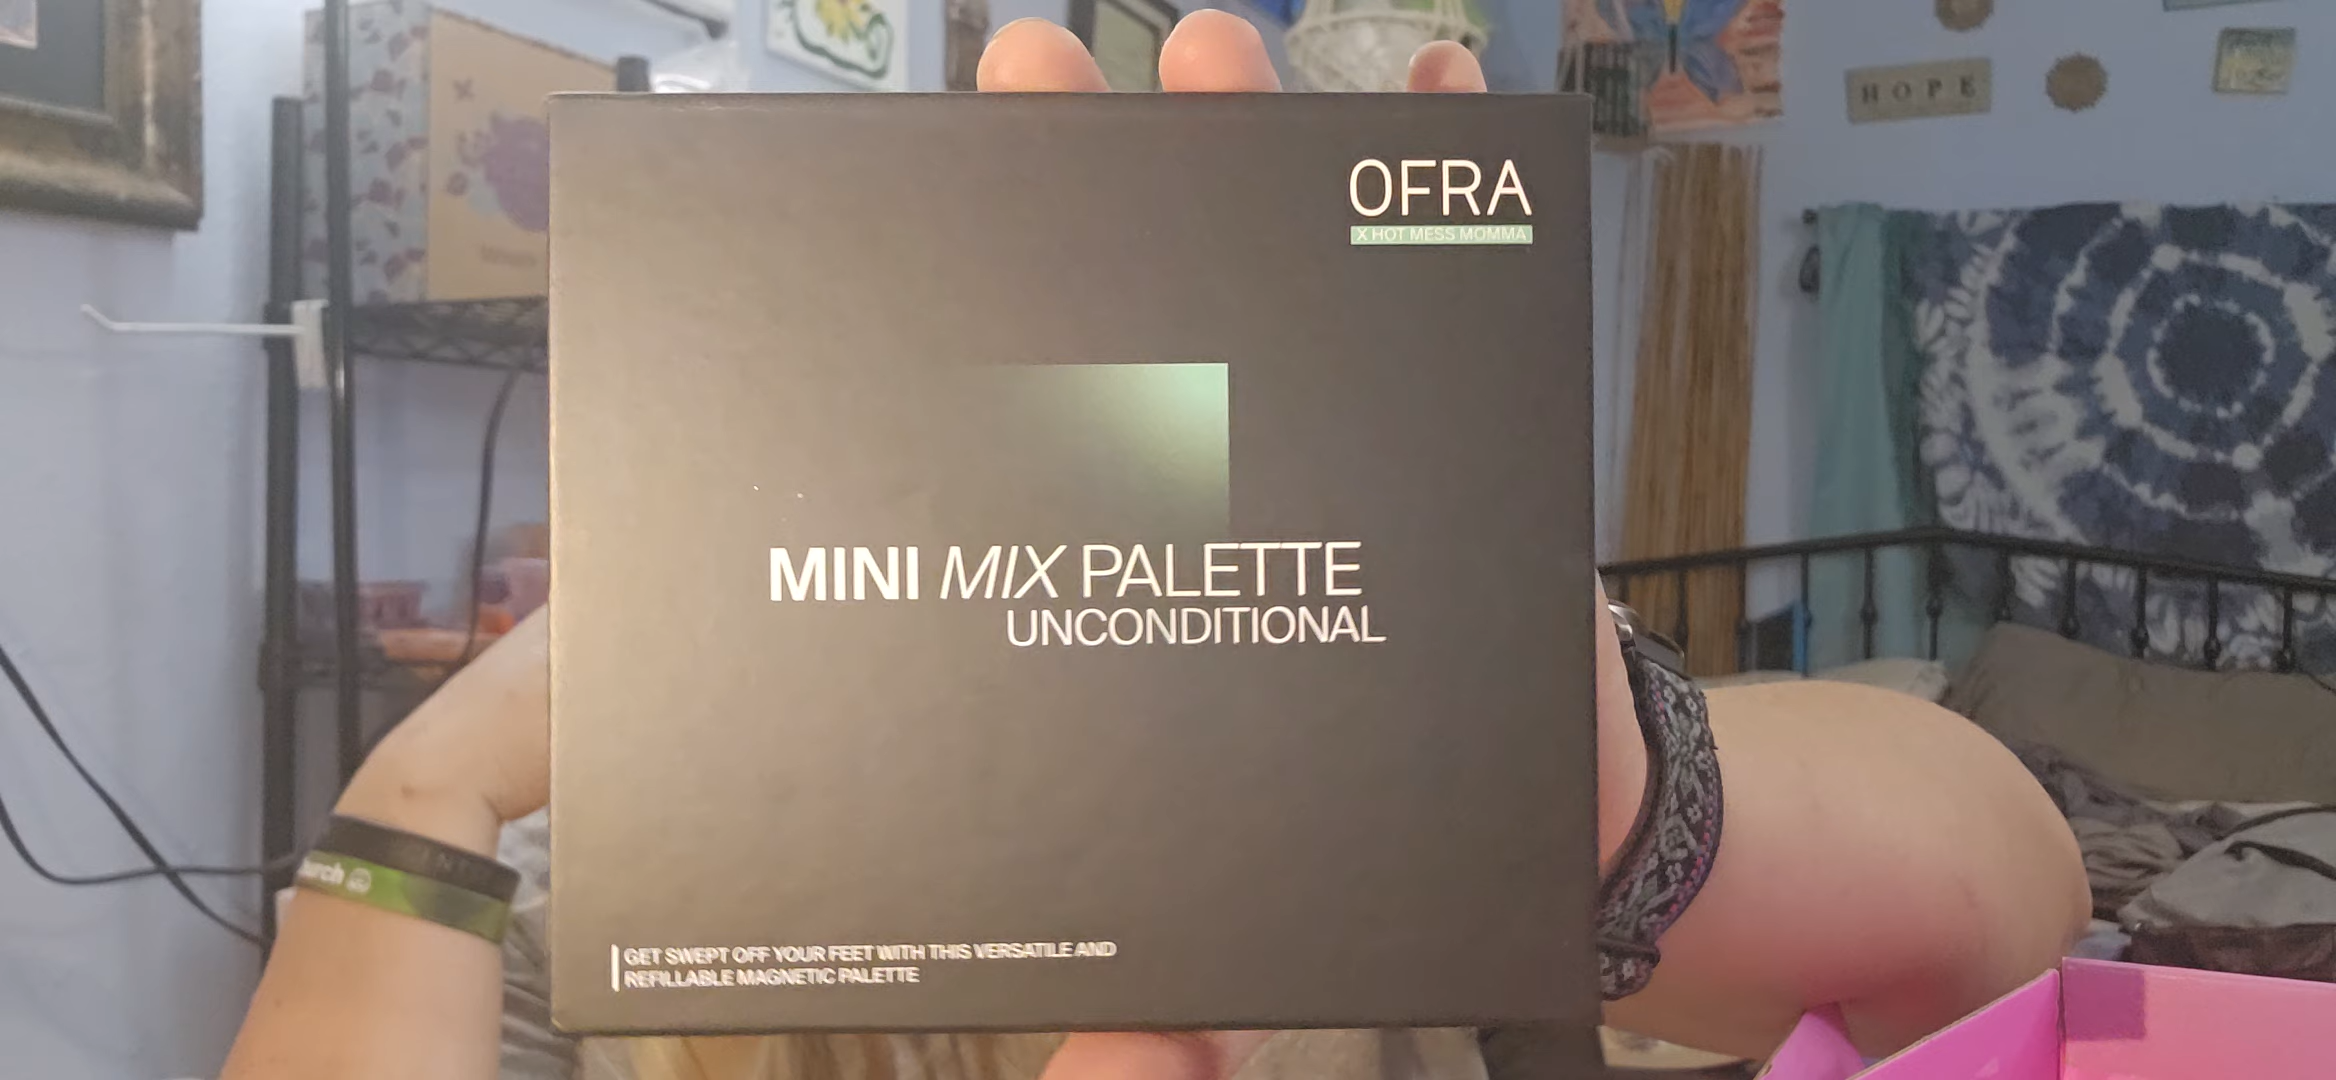 HOPE
OFRA
X HOT MESS MOMMA
MINI MIX PALETTE
UNCONDITIONAL
GET SWEPT OFF YOUR FEET WITH THIS VERSATILE AND
REFILLABLE MAGNETIC PALETTE